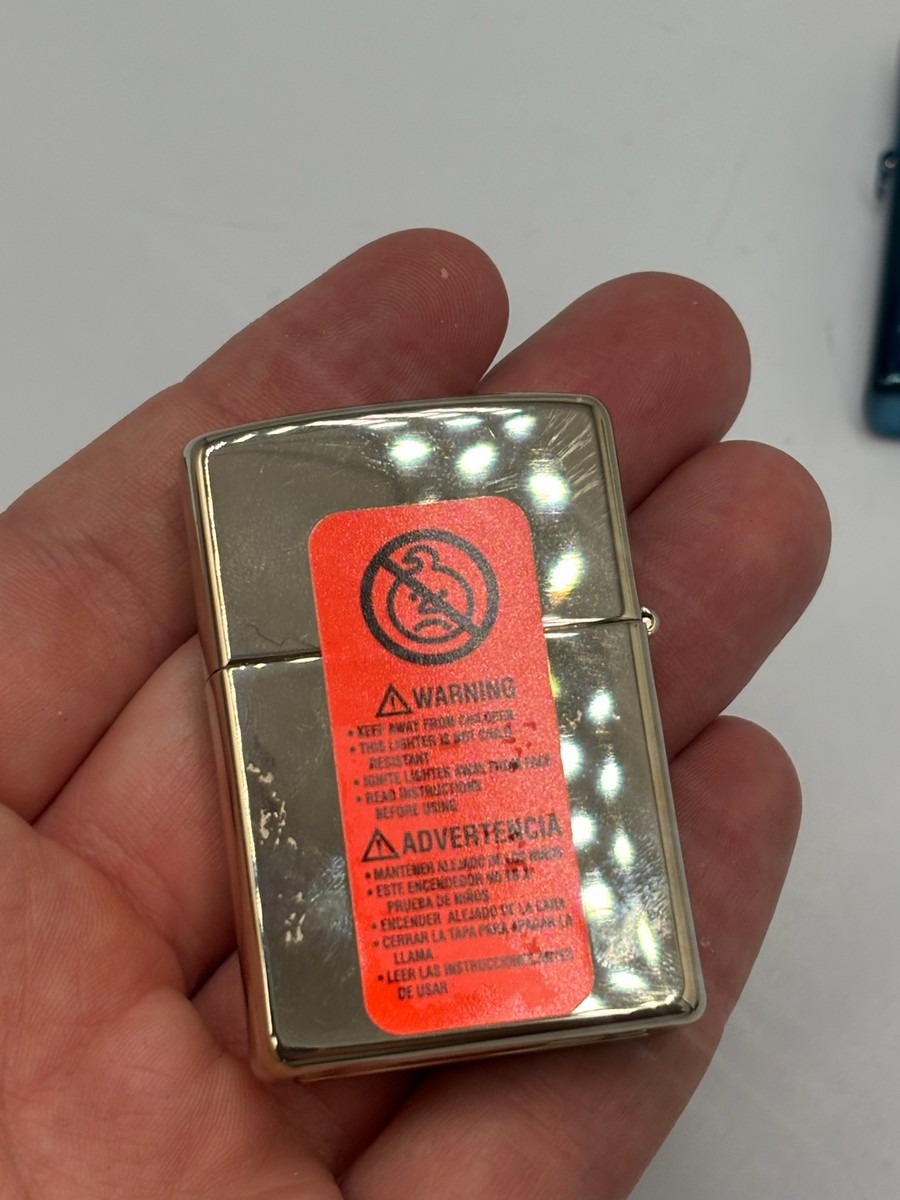 ⚠WARNING
• KEEP AWAY FROM CHILDREN
• THIS LIGHTER IS NOT CHILD
RESISTANT
• IGNITE LIGHTER AWAY FROM FACE
• READ INSTRUCTIONS
BEFORE USING
⚠ADVERTENCIA
• MANTENER ALEJADO DE LOS NIÑOS
• ESTE ENCENDEDOR NO ES A
PRUEBA DE NIÑOS
• ENCENDER ALEJADO DE LA CARA
• CERRAR LA TAPA PARA APAGAR LA
LLAMA
• LEER LAS INSTRUCCIONES ANTES
DE USAR